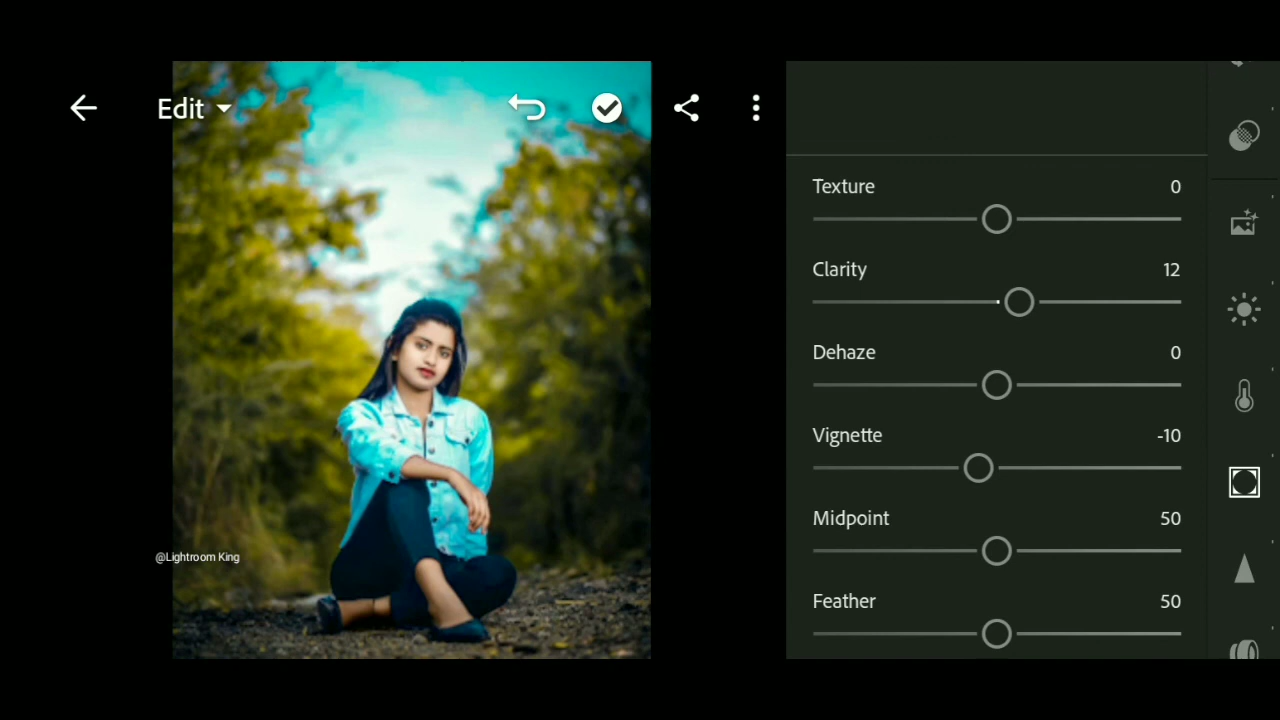 Edit
Texture 0
Clarity 12
Dehaze 0
Vignette -10
Midpoint 50
Feather 50
@Lightroom King